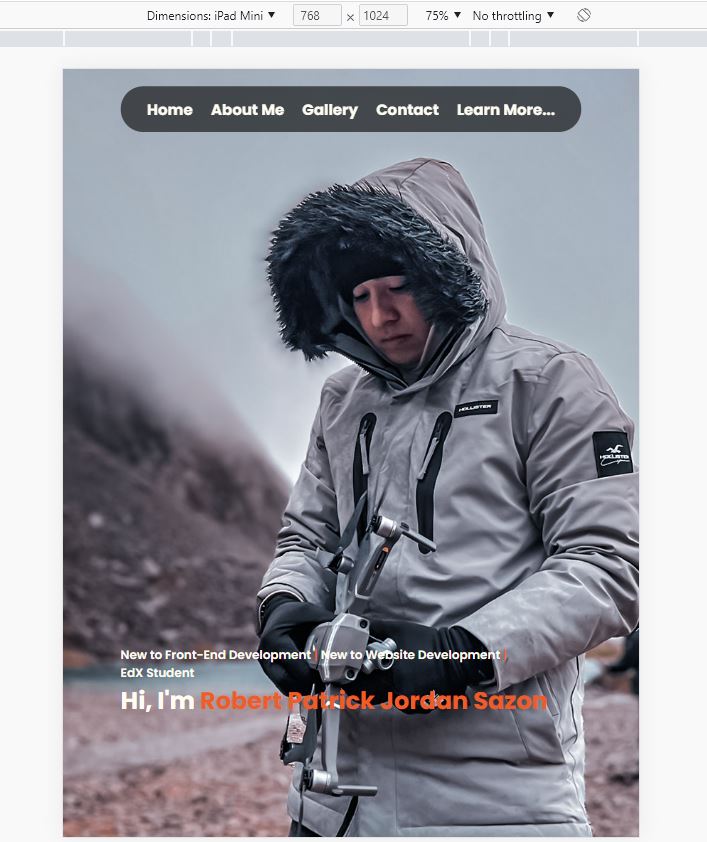 Dimensions: iPad Mini ▼ 768 × 1024 75% ▼ No throttling ▼
Home About Me Gallery Contact Learn More...
HOLLISTER
HOLLISTER
New to Front-End Development | New to Website Development |
EdX Student
Hi, I'm Robert Patrick Jordan Sazon